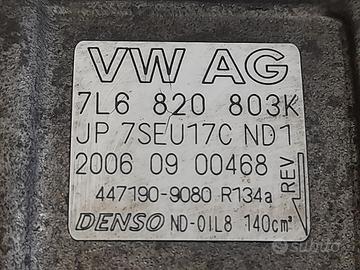 VW AG
7L6 820 803K
JP 7SEU17C ND1
2006 09 00468
447190-9080 R134a
REV
DENSO ND-OIL8 140cm³
subito